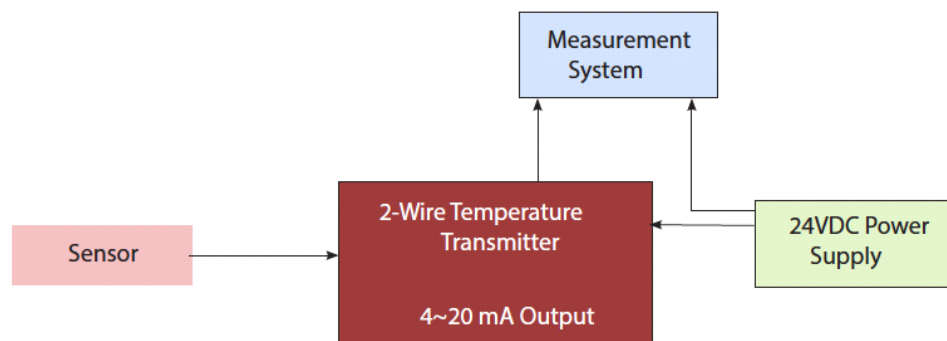 Measurement
System
2-Wire Temperature
Transmitter
24VDC Power
Supply
Sensor
4~20 mA Output